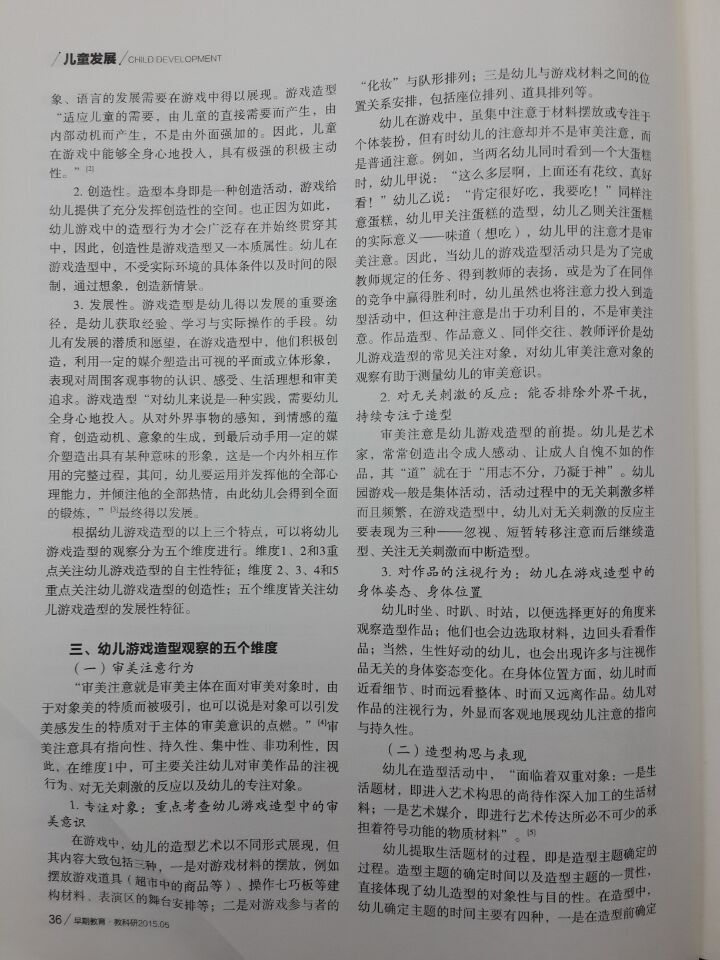 儿童发展 CHILD DEVELOPMENT
象、语言的发展需要在游戏中得以展现。游戏造型
“适应儿童的需要，由儿童的直接需要而产生，由
内部动机而产生，不是由外面强加的。因此，儿童
在游戏中能够全身心地投入，具有极强的积极主动
性。”[2]
2. 创造性。造型本身即是一种创造活动，游戏给
幼儿提供了充分发挥创造性的空间。也正因为如此，
幼儿游戏中的造型行为才会广泛存在并始终贯穿其
中，因此，创造性是游戏造型又一本质属性。幼儿在
游戏造型中，不受实际环境的具体条件以及时间的限
制，通过想象，创造新情景。
3. 发展性。游戏造型是幼儿得以发展的重要途
径，是幼儿获取经验、学习与实际操作的手段。幼
儿有发展的潜质和愿望，在游戏造型中，他们积极创
造，利用一定的媒介塑造出可视的平面或立体形象，
表现对周围客观事物的认识、感受、生活理想和审美
追求。游戏造型“对幼儿来说是一种实践，需要幼儿
全身心地投入。从对外界事物的感知，到情感的蕴
育，创造动机、意象的生成，到最后动手用一定的媒
介塑造出具有某种意味的形象，这是一个内外相互作
用的完整过程，其间，幼儿要运用并发挥他的全部心
理能力，并倾注他的全部热情，由此幼儿会得到全面
的锻炼，”[3]最终得以发展。
根据幼儿游戏造型的以上三个特点，可以将幼儿
游戏造型的观察分为五个维度进行。维度1、2和3重
点关注幼儿游戏造型的自主性特征；维度 2、3、4和5
重点关注幼儿游戏造型的创造性；五个维度皆关注幼
儿游戏造型的发展性特征。
三、幼儿游戏造型观察的五个维度
（一）审美注意行为
“审美注意就是审美主体在面对审美对象时，由
于对象美的特质而被吸引，也可以说是对象可以引发
美感发生的特质对于主体的审美意识的点燃。”[4]审
美注意具有指向性、持久性、集中性、非功利性，因
此，在维度1中，可主要关注幼儿对审美作品的注视
行为、对无关刺激的反应以及幼儿的专注对象。
1. 专注对象：重点考查幼儿游戏造型中的审
美意识
在游戏中，幼儿的造型艺术以不同形式展现，但
其内容大致包括三种，一是对游戏材料的摆放，例如
摆放游戏道具（超市中的商品等）、操作七巧板等建
构材料、表演区的舞台安排等；二是对游戏参与者的
36 / 早期教育·教科研2015.05
“化妆”与队形排列；三是幼儿与游戏材料之间的位
置关系安排，包括座位排列、道具排列等。
幼儿在游戏中，虽集中注意于材料摆放或专注于
个体装扮，但有时幼儿的注意却并不是审美注意，而
是普通注意。例如，当两名幼儿同时看到一个大蛋糕
时，幼儿甲说：“这么多层啊，上面还有花纹，真好
看！”幼儿乙说：“肯定很好吃，我要吃！”同样注
意蛋糕，幼儿甲关注蛋糕的造型，幼儿乙则关注蛋糕
的实际意义——味道（想吃），幼儿甲的注意才是审
美注意。因此，当幼儿的游戏造型活动只是为了完成
教师规定的任务、得到教师的表扬，或是为了在同伴
的竞争中赢得胜利时，幼儿虽然也将注意力投入到造
型活动中，但这种注意是出于功利目的，不是审美注
意。作品造型、作品意义、同伴交往、教师评价是幼
儿游戏造型的常见关注对象，对幼儿审美注意对象的
观察有助于测量幼儿的审美意识。
2. 对无关刺激的反应：能否排除外界干扰，
持续专注于造型
审美注意是幼儿游戏造型的前提。幼儿是艺术
家，常常创造出令成人感动、让成人自愧不如的作
品，其“道”就在于“用志不分，乃凝于神”。幼儿
园游戏一般是集体活动，活动过程中的无关刺激多样
而且频繁，在游戏造型中，幼儿对无关刺激的反应主
要表现为三种——忽视、短暂转移注意而后继续造
型、关注无关刺激而中断造型。
3. 对作品的注视行为：幼儿在游戏造型中的
身体姿态、身体位置
幼儿时坐、时趴、时站，以便选择更好的角度来
观察造型作品；他们也会边选取材料，边回头看看作
品；当然，生性好动的幼儿，也会出现许多与注视作
品无关的身体姿态变化。在身体位置方面，幼儿时而
近看细节、时而远看整体、时而又远离作品。幼儿对
作品的注视行为，外显而客观地展现幼儿注意的指向
与持久性。
（二）造型构思与表现
幼儿在造型活动中，“面临着双重对象：一是生
活题材，即进入艺术构思的尚待作深入加工的生活材
料；一是艺术媒介，即进行艺术传达所必不可少的承
担着符号功能的物质材料”。[5]
幼儿提取生活题材的过程，即是造型主题确定的
过程。造型主题的确定时间以及造型主题的一贯性，
直接体现了幼儿造型的对象性与目的性。在造型中，
幼儿确定主题的时间主要有四种，一是在造型前确定